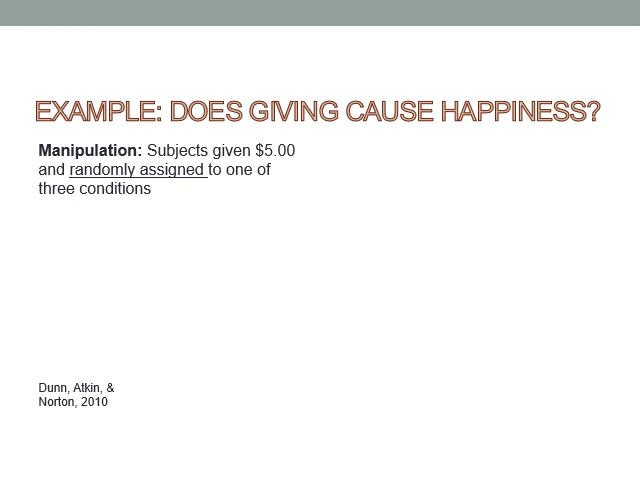 EXAMPLE: DOES GIVING CAUSE HAPPINESS?
Manipulation: Subjects given $5.00
and randomly assigned to one of
three conditions
Dunn, Atkin, &
Norton, 2010